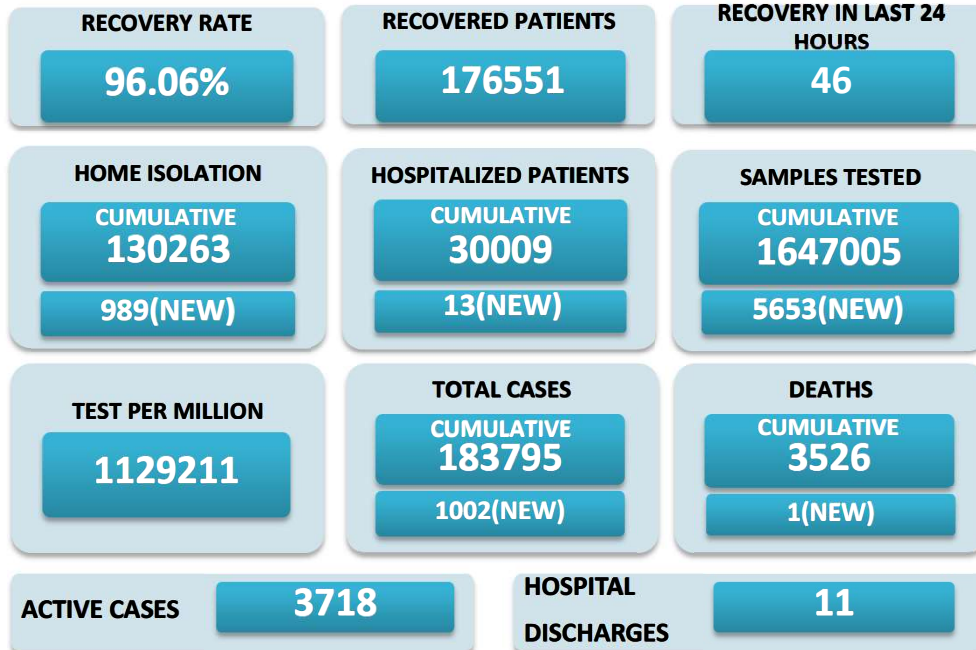 RECOVERY RATE
96.06%
RECOVERED PATIENTS
176551
RECOVERY IN LAST 24
HOURS
46
HOME ISOLATION
CUMULATIVE
130263
989(NEW)
HOSPITALIZED PATIENTS
CUMULATIVE
30009
13(NEW)
SAMPLES TESTED
CUMULATIVE
1647005
5653(NEW)
TEST PER MILLION
1129211
TOTAL CASES
CUMULATIVE
183795
1002(NEW)
DEATHS
CUMULATIVE
3526
1(NEW)
ACTIVE CASES
3718
HOSPITAL
DISCHARGES
11